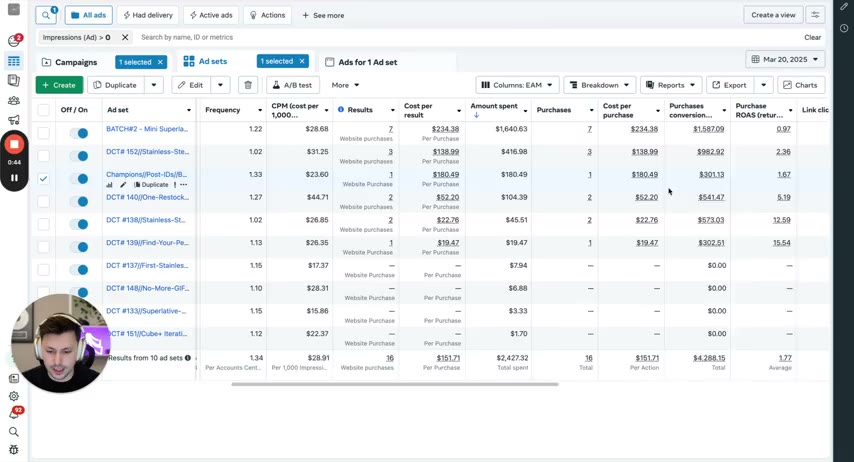 1
All ads
Had delivery
Active ads
Actions
+ See more
Create a view
Impressions (Ad) > 0
Search by name, ID or metrics
Clear
2
Campaigns
1 selected
Ad sets
1 selected
Ads for 1 Ad set
Mar 20, 2025
+ Create
Duplicate
Edit
A/B test
More
Columns: EAM
Breakdown
Reports
Export
Charts
Off / On
Ad set
Frequency
CPM (cost per 1,000...
Results
Cost per result
Amount spent
Purchases
Cost per purchase
Purchases conversion...
Purchase ROAS (retur...
Link clic
BATCH#2 - Mini Superla...
1.22
$28.68
7
Website purchases
$234.38
Per Purchase
$1,640.63
7
$234.38
$1,587.09
0.97
DCT# 152//Stainless-Ste...
1.02
$31.25
3
Website purchases
$138.99
Per Purchase
$416.98
3
$138.99
$982.92
2.36
0:44
Champions//Post-IDs//B...
Duplicate
1.33
$23.60
1
Website Purchase
$180.49
Per Purchase
$180.49
1
$180.49
$301.13
1.67
DCT# 140//One-Restock...
1.27
$44.71
2
Website purchases
$52.20
Per Purchase
$104.39
2
$52.20
$541.47
5.19
DCT #138//Stainless-St...
1.02
$26.85
2
Website purchases
$22.76
Per Purchase
$45.51
2
$22.76
$573.03
12.59
DCT# 139//Find-Your-Pe...
1.13
$26.35
1
Website Purchase
$19.47
Per Purchase
$19.47
1
$19.47
$302.51
15.54
DCT #137//First-Stainles...
1.15
$17.37
—
Website Purchase
—
Per Purchase
$7.94
—
—
$0.00
—
DCT# 148//No-More-GIF...
1.10
$28.31
—
Website Purchase
—
Per Purchase
$6.88
—
—
$0.00
—
DCT #133//Superlative-...
1.15
$15.86
—
Website Purchase
—
Per Purchase
$3.33
—
—
$0.00
—
DCT# 151//Cube+ Iterati...
1.12
$22.37
—
Website Purchase
—
Per Purchase
$1.70
—
—
$0.00
—
Results from 10 ad sets
1.34
Per Accounts Cent...
$28.91
Per 1,000 Impressi...
16
Website purchases
$151.71
Per Purchase
$2,427.32
Total spent
16
Total
$151.71
Per Action
$4,288.15
Total
1.77
Average
92